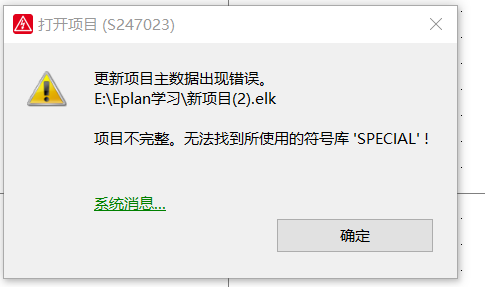 打开项目 (S247023)
更新项目主数据出现错误。
E:\Eplan学习\新项目(2).elk
项目不完整。无法找到所使用的符号库 'SPECIAL' !
系统消息...
确定